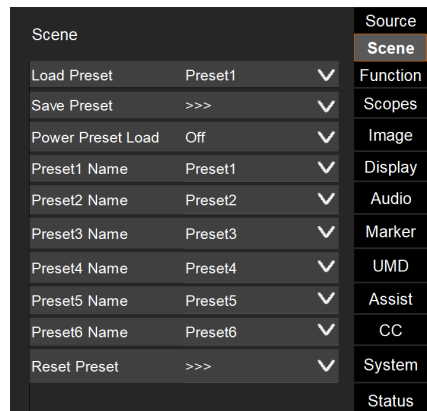 Scene
Load Preset Preset1
Save Preset >>>
Power Preset Load Off
Preset1 Name Preset1
Preset2 Name Preset2
Preset3 Name Preset3
Preset4 Name Preset4
Preset5 Name Preset5
Preset6 Name Preset6
Reset Preset >>>
Source
Scene
Function
Scopes
Image
Display
Audio
Marker
UMD
Assist
CC
System
Status